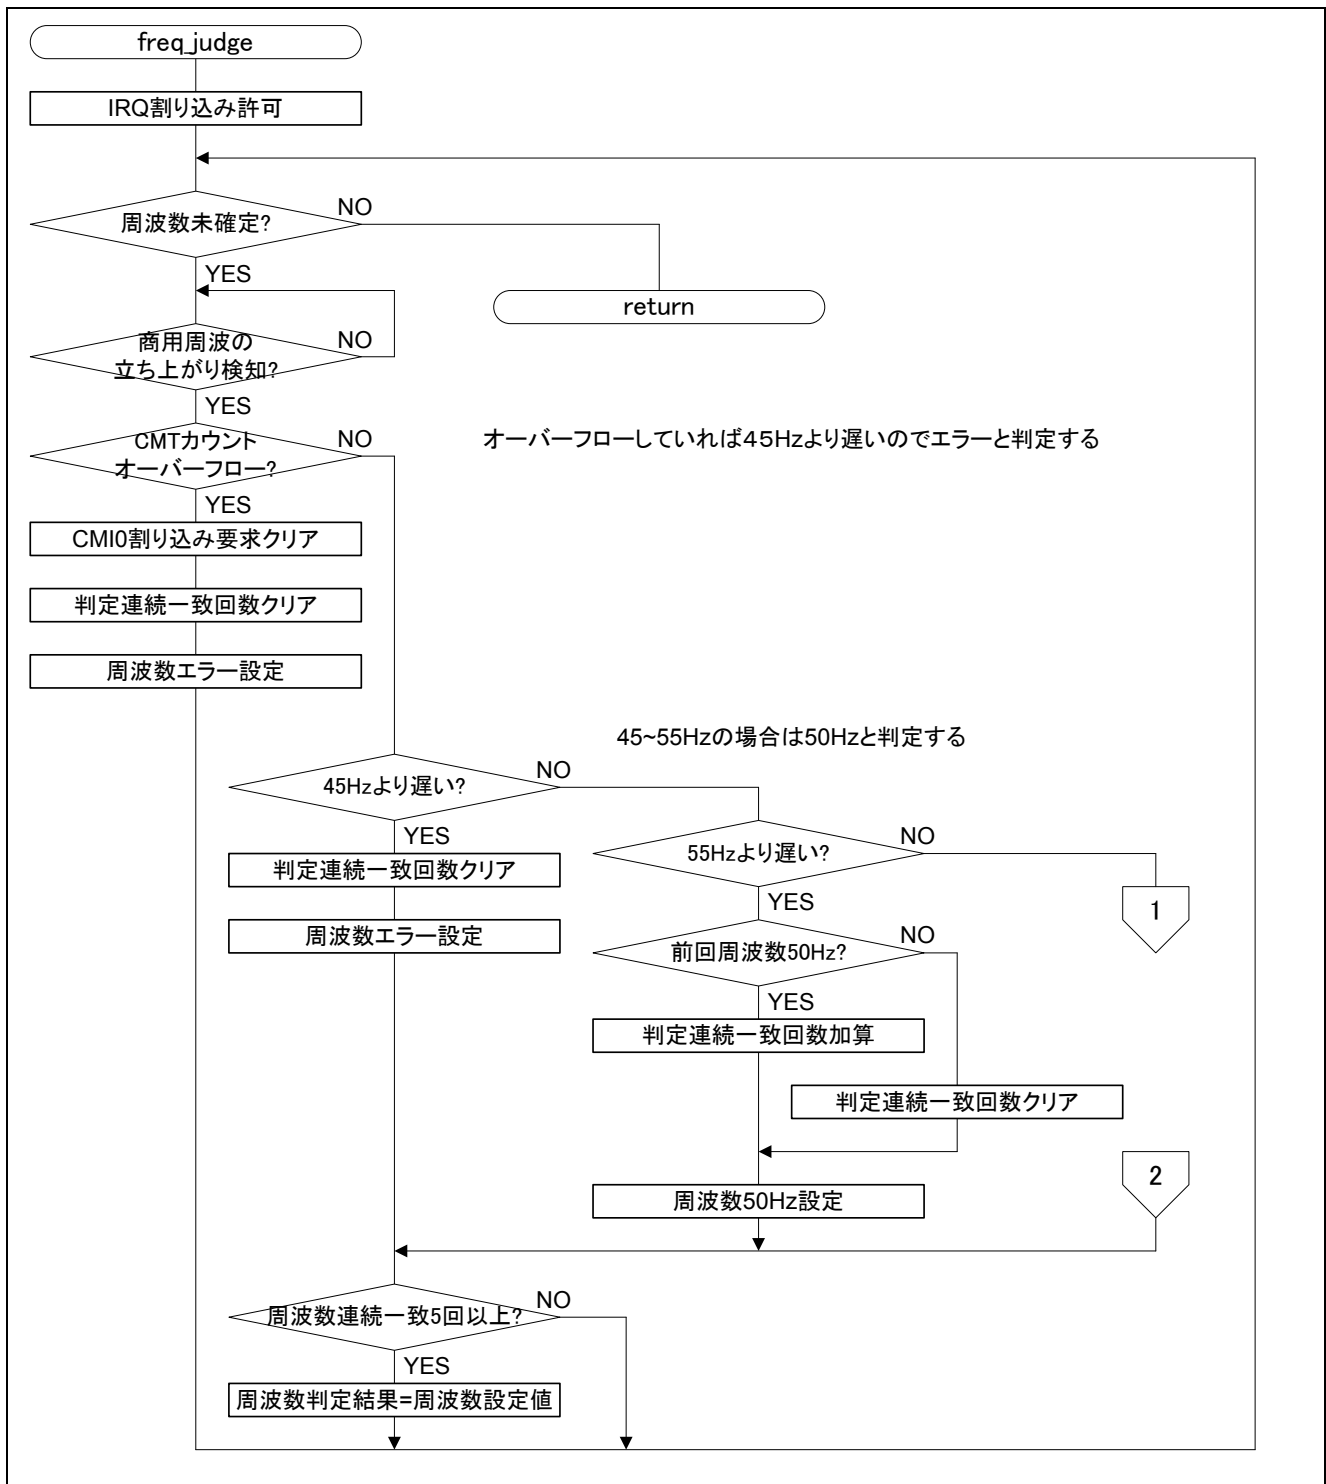 freq_judge
IRQ割り込み許可
周波数未確定?
NO
YES
return
商用周波の
立ち上がり検知?
NO
YES
CMTカウント
オーバーフロー?
NO
オーバーフローしていれば45Hzより遅いのでエラーと判定する
YES
CMI0割り込み要求クリア
判定連続一致回数クリア
周波数エラー設定
45~55Hzの場合は50Hzと判定する
45Hzより遅い?
NO
YES
55Hzより遅い?
NO
判定連続一致回数クリア
YES
1
周波数エラー設定
前回周波数50Hz?
NO
YES
判定連続一致回数加算
判定連続一致回数クリア
2
周波数50Hz設定
周波数連続一致5回以上?
NO
YES
周波数判定結果=周波数設定値